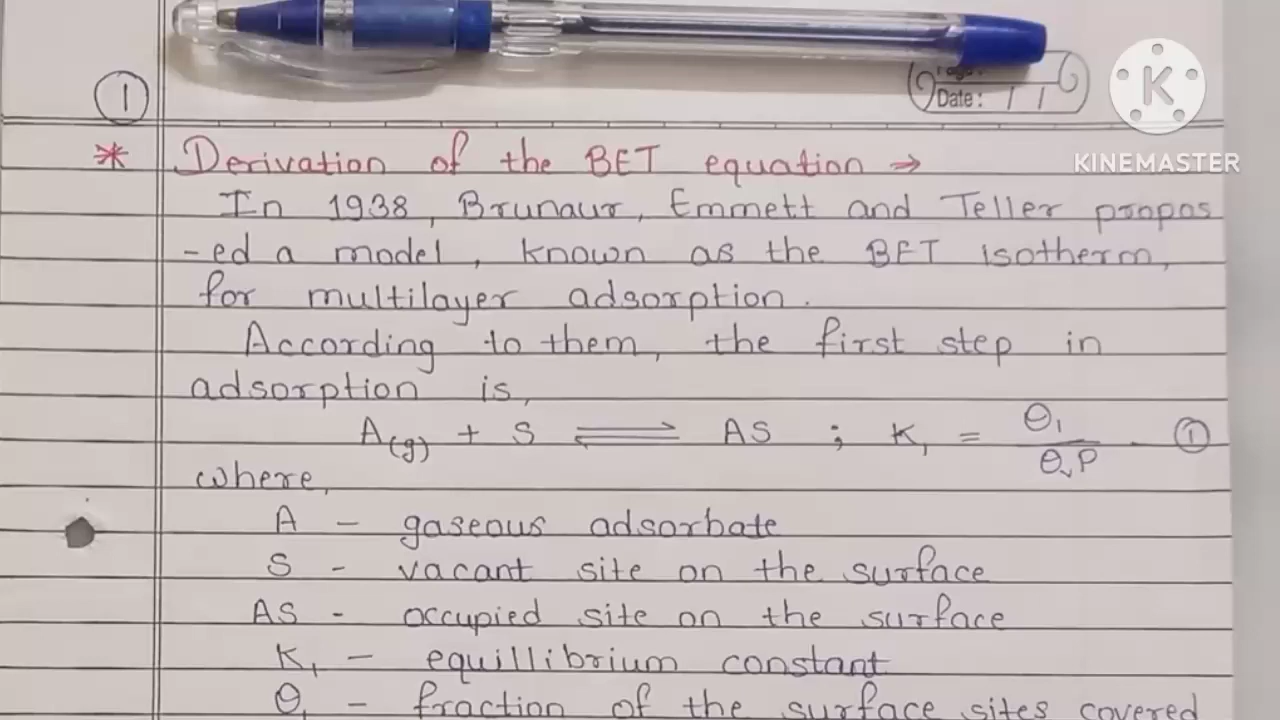 1
Page:
Date: / /
K
KINEMASTER
* Derivation of the BET equation →
In 1938, Brunaur, Emmett and Teller propos
-ed a model, known as the BET isotherm,
for multilayer adsorption.
According to them, the first step in
adsorption is,
A(g) + S ⇌ AS ; K₁ = θ₁ / θᵥP - ①
where,
A - gaseous adsorbate
S - vacant site on the surface
AS - occupied site on the surface
K₁ - equillibrium constant
θ₁ - fraction of the surface sites covered